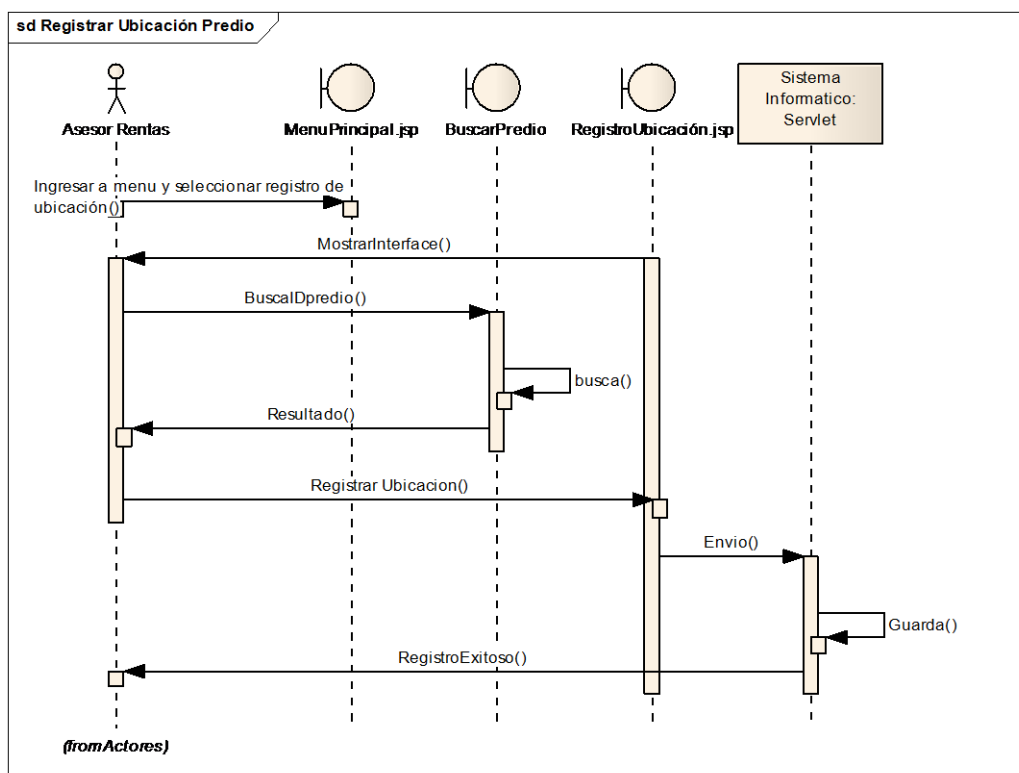 sd Registrar Ubicación Predio
Asesor Rentas
MenuPrincipal.jsp
BuscarPredio
RegistroUbicación.jsp
Sistema
Informatico:
Servlet
Ingresar a menu y seleccionar registro de
ubicación()
MostrarInterface()
BuscaIDpredio()
busca()
Resultado()
Registrar Ubicacion()
Envio()
Guarda()
RegistroExitoso()
(fromActores)